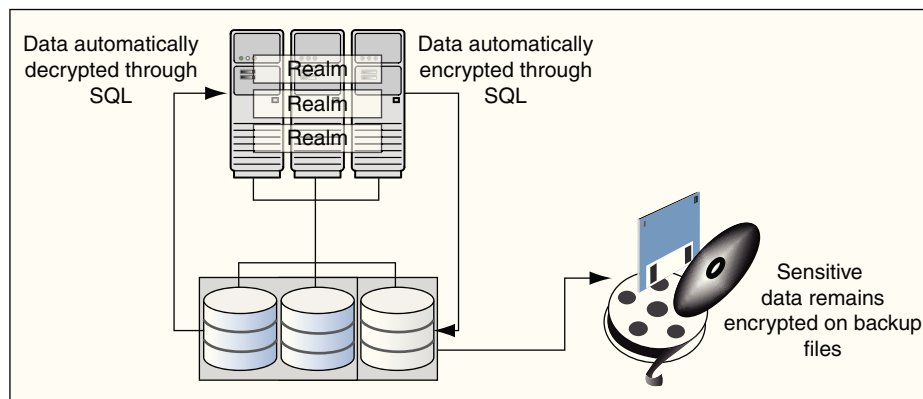 Data automatically
decrypted through
SQL
Realm
Realm
Realm
Data automatically
encrypted through
SQL
Sensitive
data remains
encrypted on backup
files